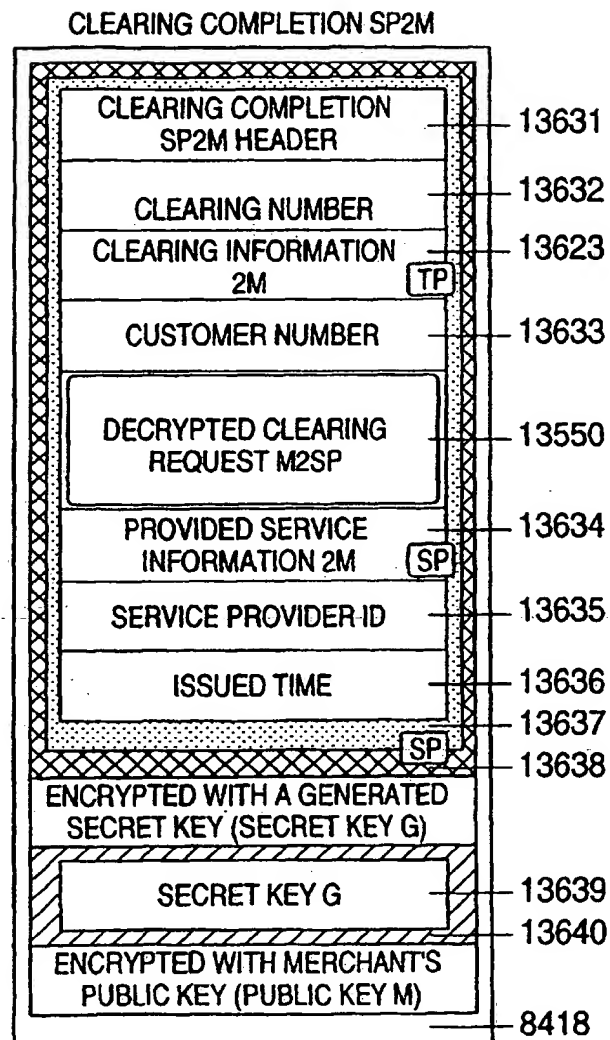 CLEARING COMPLETION SP2M
CLEARING COMPLETION
SP2M HEADER
13631
CLEARING NUMBER
13632
CLEARING INFORMATION
2M
TP
13623
CUSTOMER NUMBER
13633
DECRYPTED CLEARING
REQUEST M2SP
13550
PROVIDED SERVICE
INFORMATION 2M
SP
13634
SERVICE PROVIDER ID
13635
ISSUED TIME
13636
13637
SP
13638
ENCRYPTED WITH A GENERATED
SECRET KEY (SECRET KEY G)
SECRET KEY G
13639
13640
ENCRYPTED WITH MERCHANT'S
PUBLIC KEY (PUBLIC KEY M)
8418